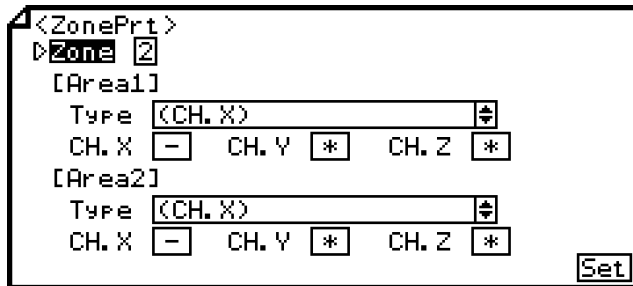 <ZonePrt>
Zone 2
[Area1]
Type (CH.X)
CH.X - CH.Y * CH.Z *
[Area2]
Type (CH.X)
CH.X - CH.Y * CH.Z *
Set